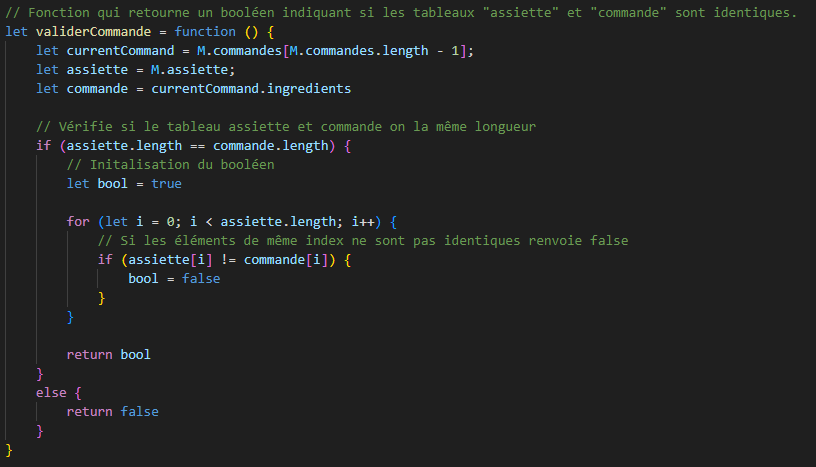 // Fonction qui retourne un booléen indiquant si les tableaux "assiette" et "commande" sont identiques.
let validerCommande = function () {
    let currentCommand = M.commandes[M.commandes.length - 1];
    let assiette = M.assiette;
    let commande = currentCommand.ingredients
    // Vérifie si le tableau assiette et commande on la même longueur
    if (assiette.length == commande.length) {
        // Initalisation du booléen
        let bool = true
        for (let i = 0; i < assiette.length; i++) {
            // Si les éléments de même index ne sont pas identiques renvoie false
            if (assiette[i] != commande[i]) {
                bool = false
            }
        }
        return bool
    }
    else {
        return false
    }
}